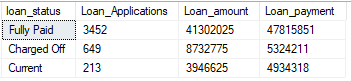 loan_status Loan_Applications Loan_amount Loan_payment
Fully Paid 3452 41302025 47815851
Charged Off 649 8732775 5324211
Current 213 3946625 4934318